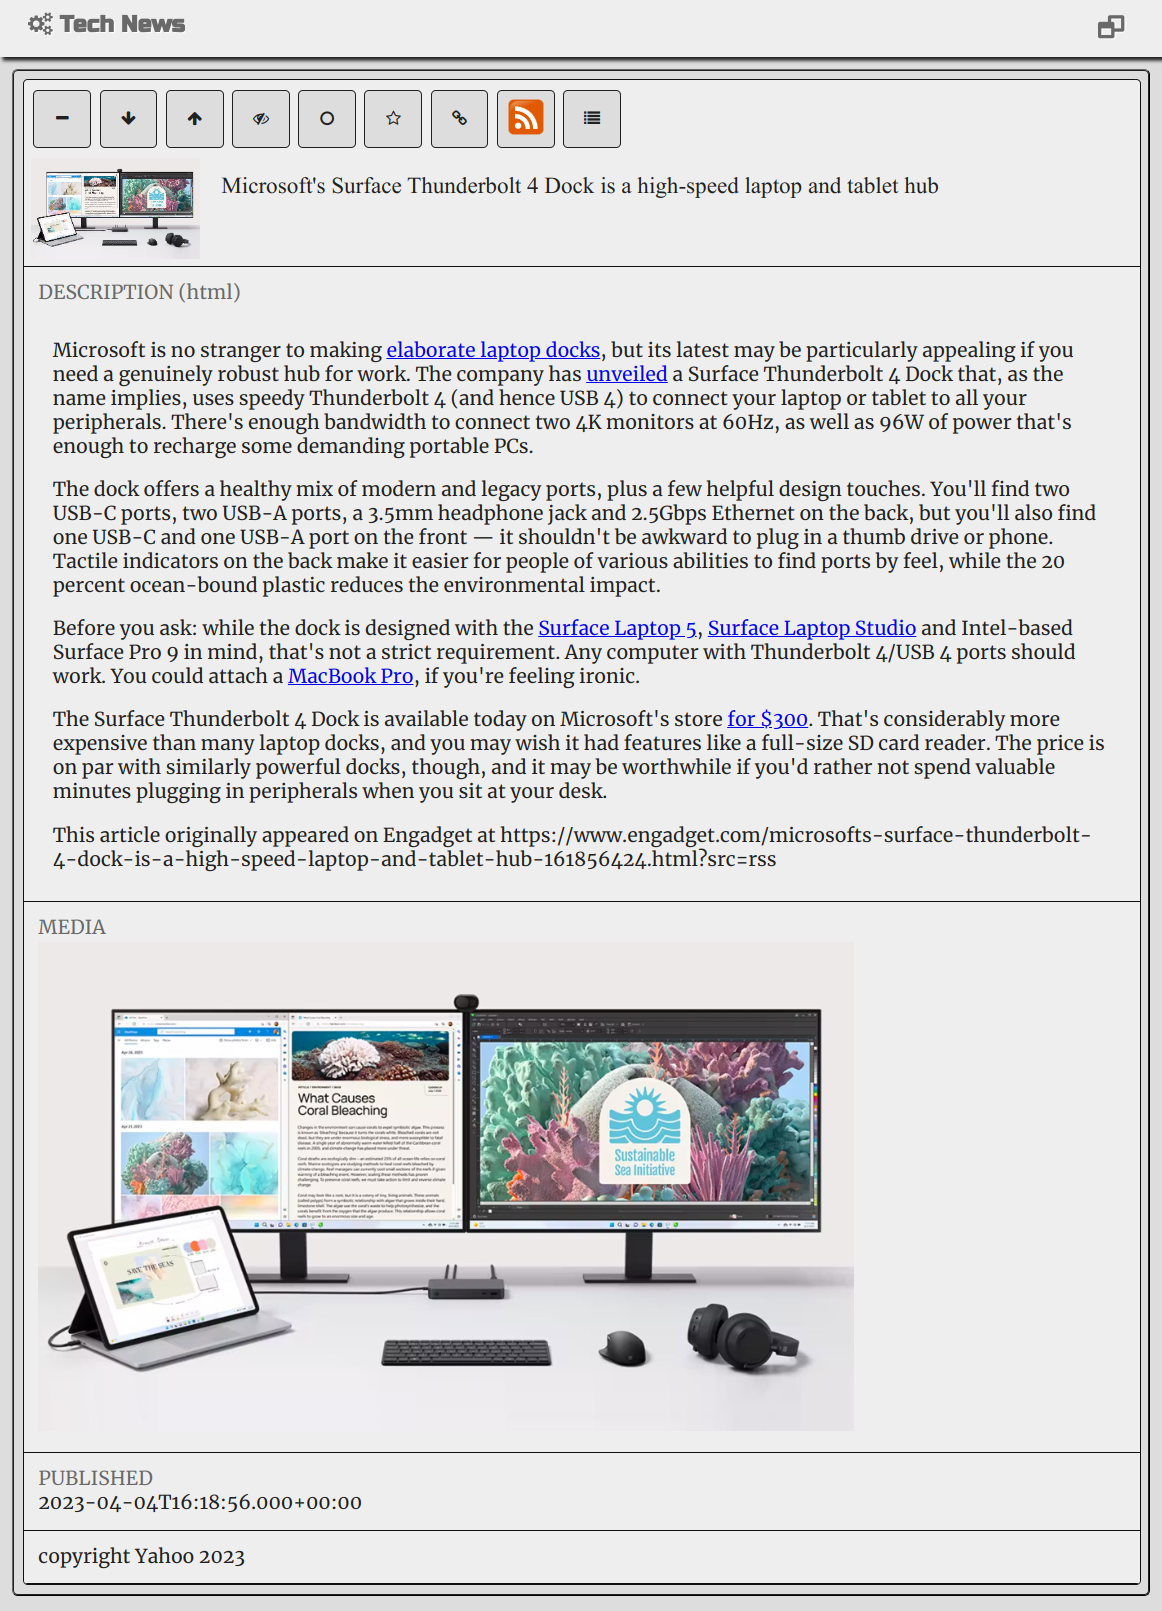 Tech News
Microsoft's Surface Thunderbolt 4 Dock is a high-speed laptop and tablet hub
DESCRIPTION (html)
Microsoft is no stranger to making elaborate laptop docks, but its latest may be particularly appealing if you
need a genuinely robust hub for work. The company has unveiled a Surface Thunderbolt 4 Dock that, as the
name implies, uses speedy Thunderbolt 4 (and hence USB 4) to connect your laptop or tablet to all your
peripherals. There's enough bandwidth to connect two 4K monitors at 60Hz, as well as 96W of power that's
enough to recharge some demanding portable PCs.
The dock offers a healthy mix of modern and legacy ports, plus a few helpful design touches. You'll find two
USB-C ports, two USB-A ports, a 3.5mm headphone jack and 2.5Gbps Ethernet on the back, but you'll also find
one USB-C and one USB-A port on the front — it shouldn't be awkward to plug in a thumb drive or phone.
Tactile indicators on the back make it easier for people of various abilities to find ports by feel, while the 20
percent ocean-bound plastic reduces the environmental impact.
Before you ask: while the dock is designed with the Surface Laptop 5, Surface Laptop Studio and Intel-based
Surface Pro 9 in mind, that's not a strict requirement. Any computer with Thunderbolt 4/USB 4 ports should
work. You could attach a MacBook Pro, if you're feeling ironic.
The Surface Thunderbolt 4 Dock is available today on Microsoft's store for $300. That's considerably more
expensive than many laptop docks, and you may wish it had features like a full-size SD card reader. The price is
on par with similarly powerful docks, though, and it may be worthwhile if you'd rather not spend valuable
minutes plugging in peripherals when you sit at your desk.
This article originally appeared on Engadget at https://www.engadget.com/microsofts-surface-thunderbolt-
4-dock-is-a-high-speed-laptop-and-tablet-hub-161856424.html?src=rss
MEDIA
What Causes
Coral Bleaching
Sustainable
Sea Initiative
SAVE THE SEAS
PUBLISHED
2023-04-04T16:18:56.000+00:00
copyright Yahoo 2023